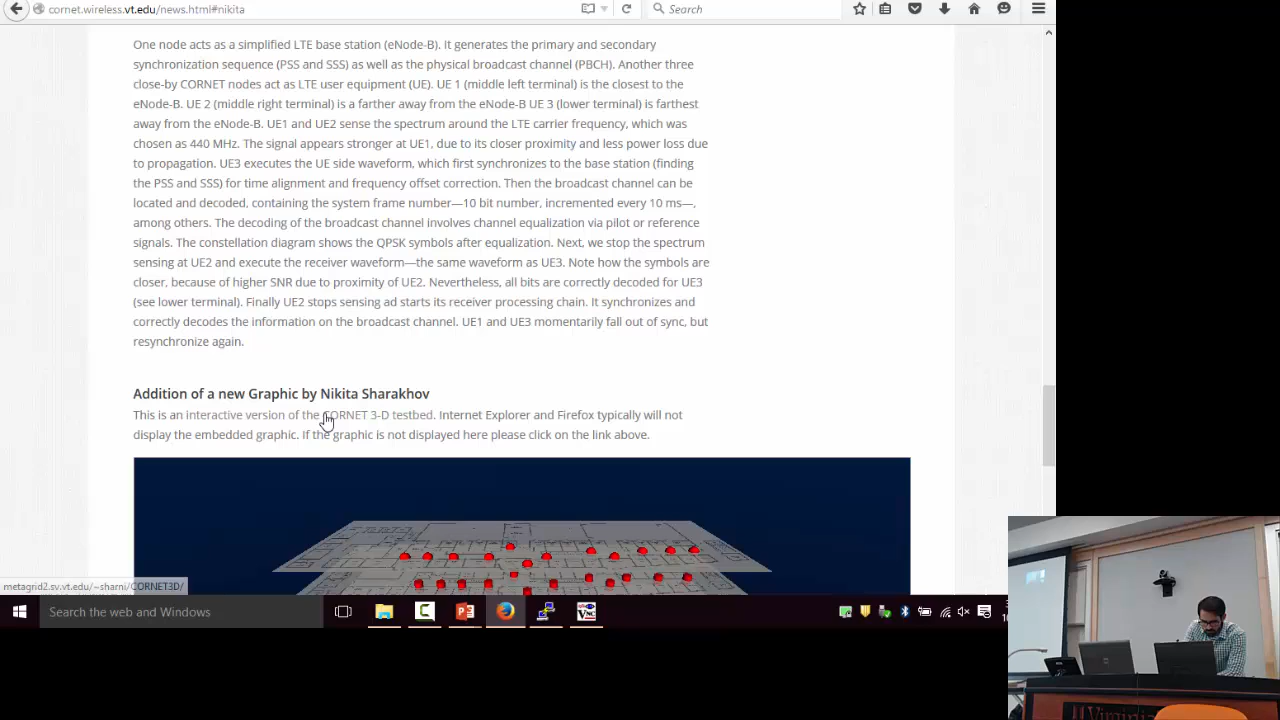 cornet.wireless.vt.edu/news.html#nikita
Search
One node acts as a simplified LTE base station (eNode-B). It generates the primary and secondary
synchronization sequence (PSS and SSS) as well as the physical broadcast channel (PBCH). Another three
close-by CORNET nodes act as LTE user equipment (UE). UE 1 (middle left terminal) is the closest to the
eNode-B. UE 2 (middle right terminal) is a farther away from the eNode-B UE 3 (lower terminal) is farthest
away from the eNode-B. UE1 and UE2 sense the spectrum around the LTE carrier frequency, which was
chosen as 440 MHz. The signal appears stronger at UE1, due to its closer proximity and less power loss due
to propagation. UE3 executes the UE side waveform, which first synchronizes to the base station (finding
the PSS and SSS) for time alignment and frequency offset correction. Then the broadcast channel can be
located and decoded, containing the system frame number—10 bit number, incremented every 10 ms—,
among others. The decoding of the broadcast channel involves channel equalization via pilot or reference
signals. The constellation diagram shows the QPSK symbols after equalization. Next, we stop the spectrum
sensing at UE2 and execute the receiver waveform—the same waveform as UE3. Note how the symbols are
closer, because of higher SNR due to proximity of UE2. Nevertheless, all bits are correctly decoded for UE3
(see lower terminal). Finally UE2 stops sensing ad starts its receiver processing chain. It synchronizes and
correctly decodes the information on the broadcast channel. UE1 and UE3 momentarily fall out of sync, but
resynchronize again.
Addition of a new Graphic by Nikita Sharakhov
This is an interactive version of the CORNET 3-D testbed. Internet Explorer and Firefox typically will not
display the embedded graphic. If the graphic is not displayed here please click on the link above.
metagrid2.sv.vt.edu/~sharni/CORNET3D/
Search the web and Windows